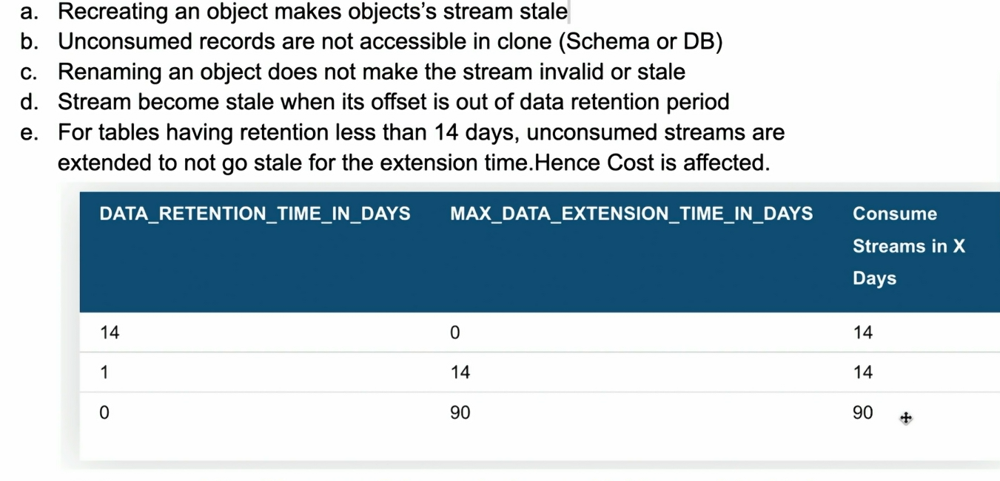 a. Recreating an object makes objects's stream stale
b. Unconsumed records are not accessible in clone (Schema or DB)
c. Renaming an object does not make the stream invalid or stale
d. Stream become stale when its offset is out of data retention period
e. For tables having retention less than 14 days, unconsumed streams are
extended to not go stale for the extension time.Hence Cost is affected.
DATA_RETENTION_TIME_IN_DAYS MAX_DATA_EXTENSION_TIME_IN_DAYS Consume
Streams in X
Days
14 0 14
1 14 14
0 90 90